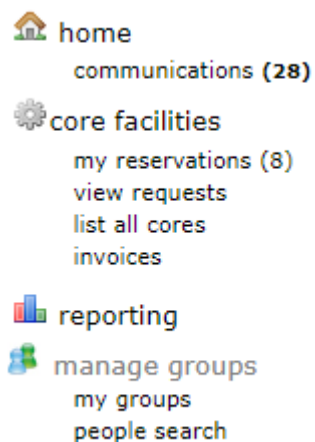 home
communications (28)
core facilities
my reservations (8)
view requests
list all cores
invoices
reporting
manage groups
my groups
people search